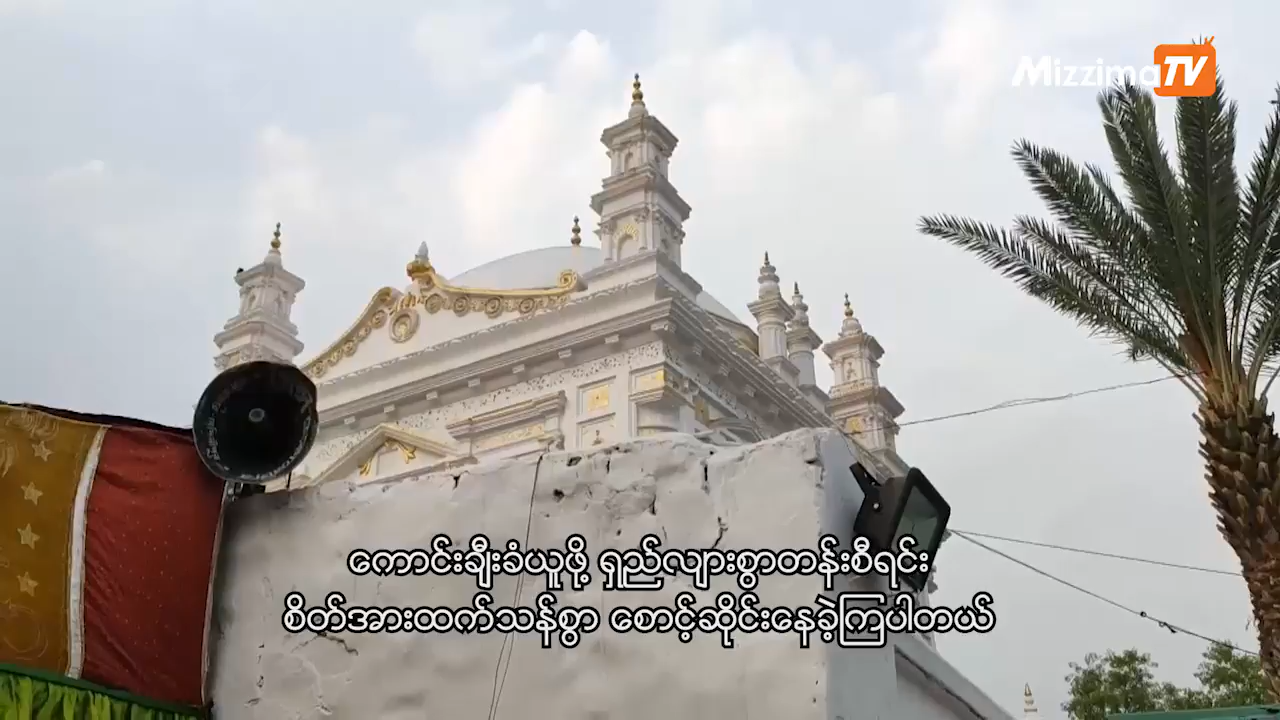 MizzimaTV
ကောင်းချီးခံယူဖို့ ရှည်လျားစွာတန်းစီရင်း
စိတ်အားထက်သန်စွာ စောင့်ဆိုင်းနေခဲ့ကြပါတယ်